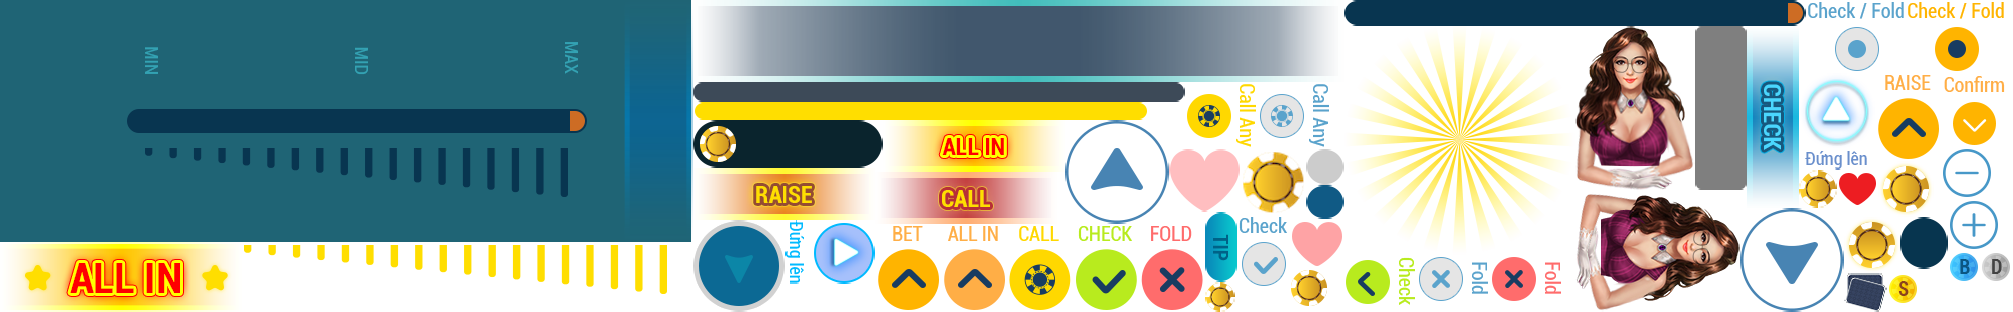 MIN
MID
MAX
ALL IN
ALL IN
RAISE
CALL
Đứng lên
BET
ALL IN
CALL
CHECK
FOLD
TIP
Check
Call Any
Call Any
Check
Fold
Fold
CHECK
Check / Fold
Check / Fold
RAISE
Confirm
Đứng lên
B
D
S